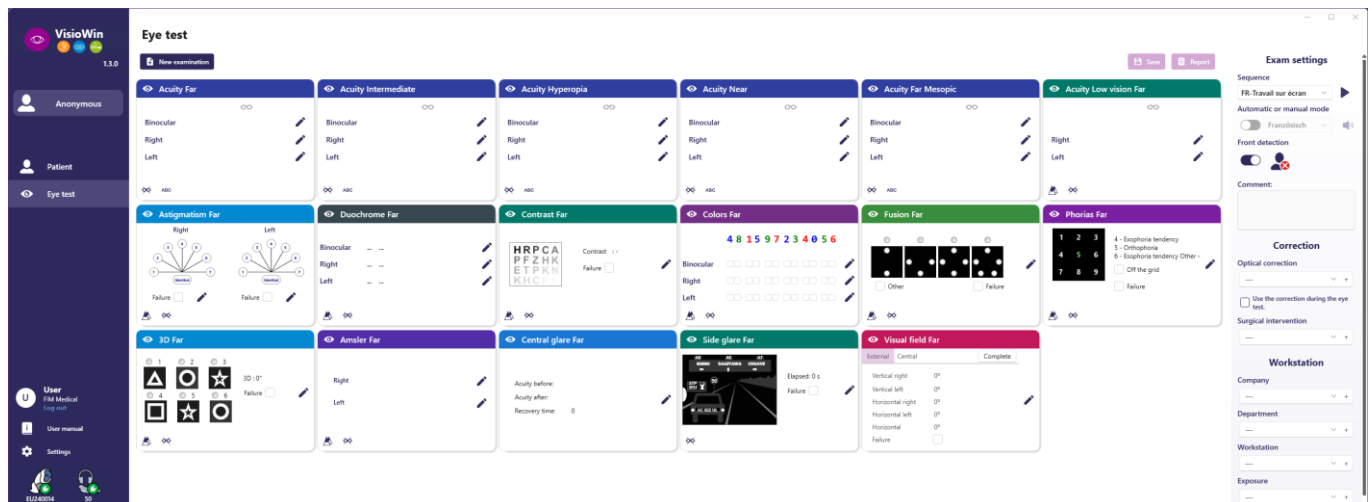 VisioWin
1.3.0
Anonymous
Patient
Eye test
User
FIM Medical
Log out
User manual
Settings
EU240014
50
Eye test
New examination
Save
Report
Acuity Far
Binocular
Right
Left
ABC
Acuity Intermediate
Binocular
Right
Left
ABC
Acuity Hyperopia
Binocular
Right
Left
ABC
Acuity Near
Binocular
Right
Left
ABC
Acuity Far Mesopic
Binocular
Right
Left
ABC
Acuity Low vision Far
Right
Left
Astigmatism Far
Right
Left
Identical
Identical
Failure
Failure
Duochrome Far
Binocular -- --
Right -- --
Left -- --
Contrast Far
HRPCA
PFZHK
ETPKN
KHC
Contrast : -
Failure
Colors Far
4 8 1 5 9 7 2 3 4 0 5 6
Binocular
Right
Left
Fusion Far
Other
Failure
Phorias Far
1 2 3
4 5 6
7 8 9
4 - Exophoria tendency
5 - Orthophoria
6 - Esophoria tendency Other -
Off the grid
Failure
3D Far
1 2 3
4 5 6
3D : 0"
Failure
Amsler Far
Right
Left
Central glare Far
Acuity before:
Acuity after:
Recovery time: 0
Side glare Far
Elapsed: 0 s
Failure
Visual field Far
External
Central
Complete
Vertical right 0°
Vertical left 0°
Horizontal right 0°
Horizontal left 0°
Horizontal 0°
Failure
Exam settings
Sequence
FR-Travail sur écran
Automatic or manual mode
Französisch
Front detection
Comment:
Correction
Optical correction
---
Use the correction during the eye
test.
Surgical intervention
---
Workstation
Company
---
Department
---
Workstation
---
Exposure
---